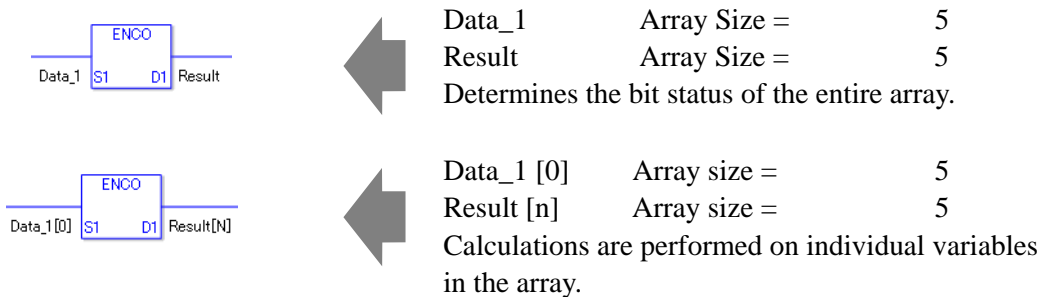 ENCO
Data_1 S1 D1 Result
Data_1 Array Size = 5
Result Array Size = 5
Determines the bit status of the entire array.
ENCO
Data_1[0] S1 D1 Result[N]
Data_1 [0] Array size = 5
Result [n] Array size = 5
Calculations are performed on individual variables
in the array.